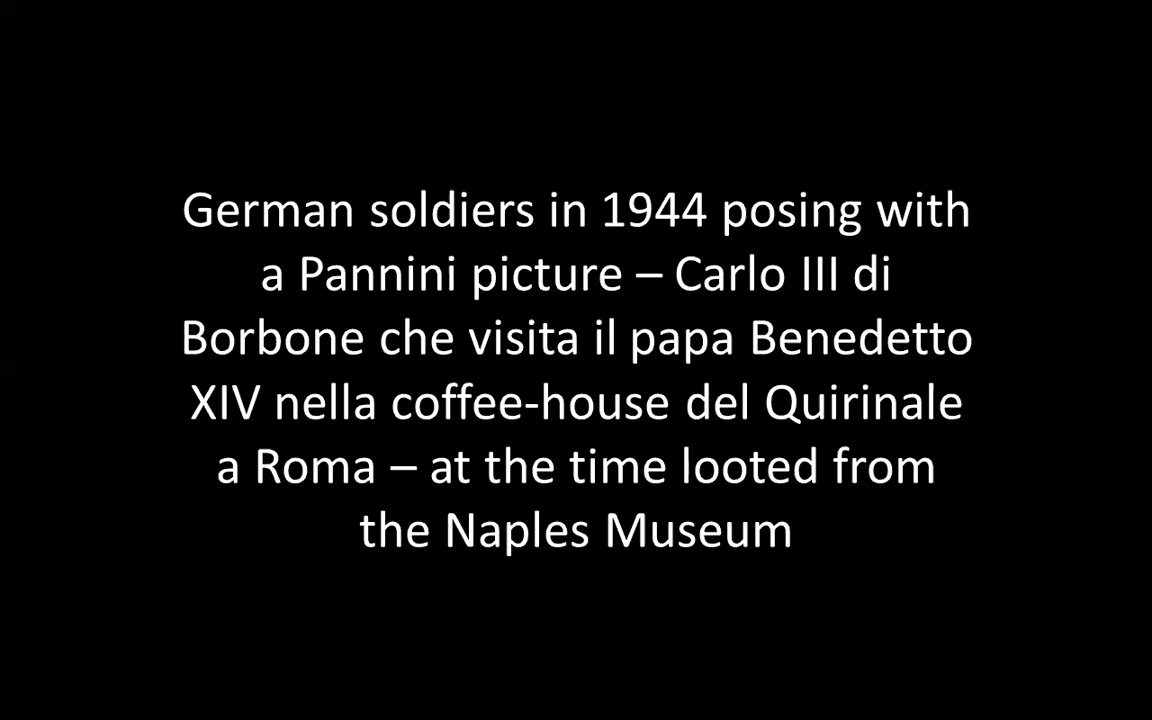 German soldiers in 1944 posing with
a Pannini picture – Carlo III di
Borbone che visita il papa Benedetto
XIV nella coffee-house del Quirinale
a Roma – at the time looted from
the Naples Museum